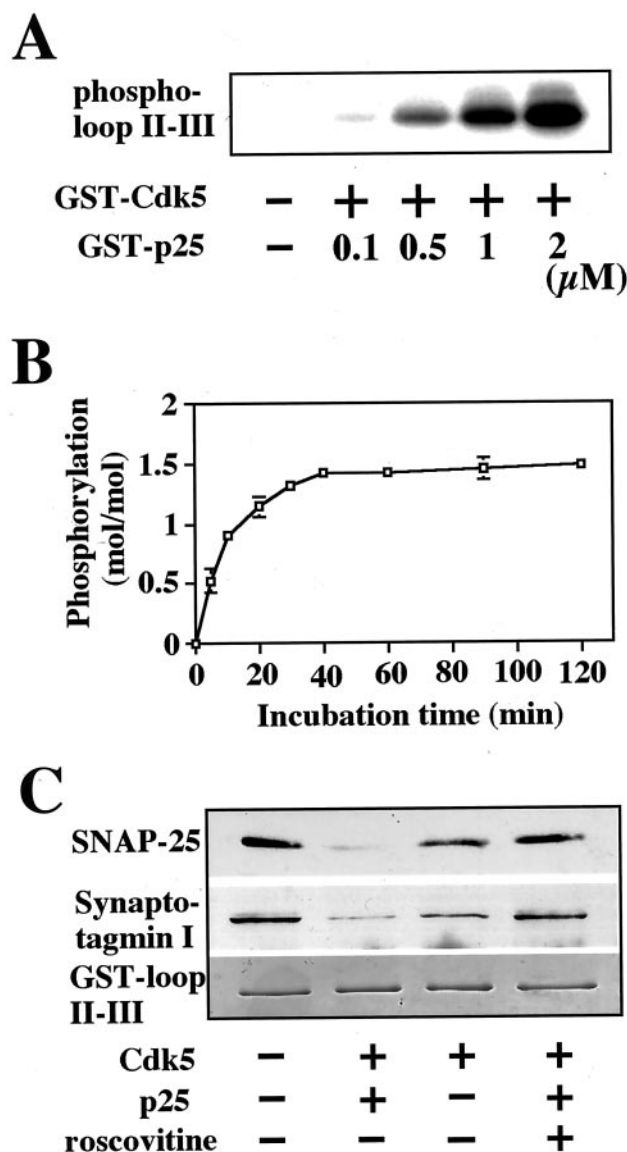 A
phospho-
loop II-III
GST-Cdk5 − + + + +
GST-p25 − 0.1 0.5 1 2
(µM)
B
Phosphorylation
(mol/mol)
2
1.5
1
0.5
0
0 20 40 60 80 100 120
Incubation time (min)
C
SNAP-25
Synapto-
tagmin I
GST-loop
II-III
Cdk5 − + + +
p25 − + − +
roscovitine − − − +